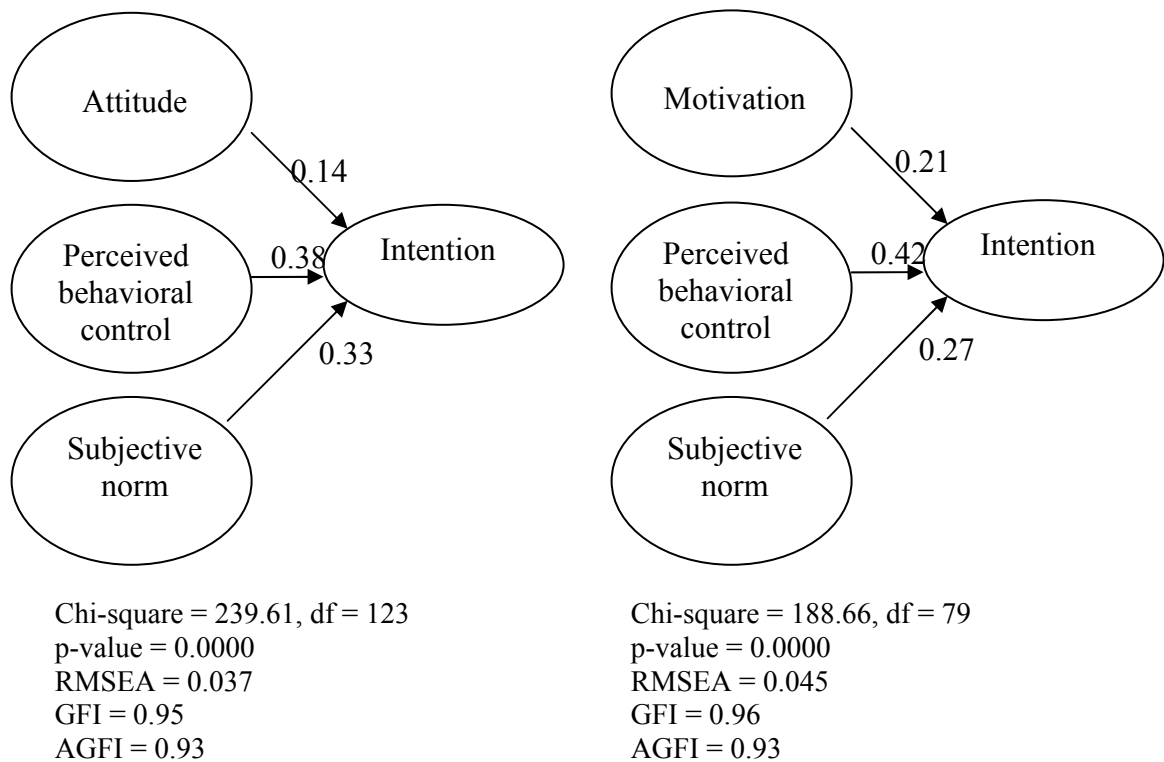 Attitude
0.14
Perceived
behavioral
control
0.38
Intention
Subjective
norm
0.33
Chi-square = 239.61, df = 123
p-value = 0.0000
RMSEA = 0.037
GFI = 0.95
AGFI = 0.93
Motivation
0.21
Perceived
behavioral
control
0.42
Intention
Subjective
norm
0.27
Chi-square = 188.66, df = 79
p-value = 0.0000
RMSEA = 0.045
GFI = 0.96
AGFI = 0.93